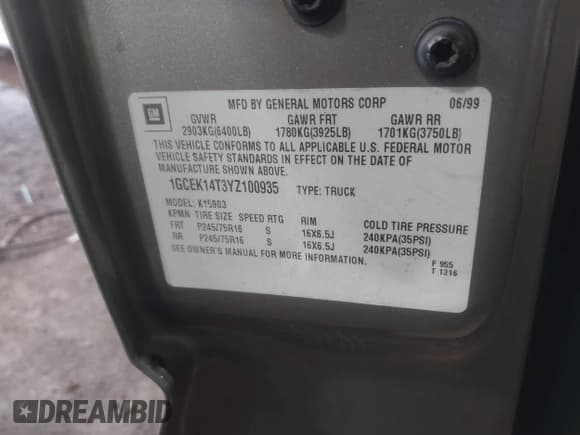 MFD BY GENERAL MOTORS CORP 06/99
GM
GVWR GAWR FRT GAWR RR
2903KG(6400LB) 1780KG(3925LB) 1701KG(3750LB)
THIS VEHICLE CONFORMS TO ALL APPLICABLE U.S. FEDERAL MOTOR
VEHICLE SAFETY STANDARDS IN EFFECT ON THE DATE OF
MANUFACTURE SHOWN ABOVE.
1GCEK14T3YZ100935 TYPE: TRUCK
MODEL: K15903
KPMN TIRE SIZE SPEED RTG RIM COLD TIRE PRESSURE
FRT P245/75R16 S 16X6.5J 240KPA(35PSI)
RR P245/75R16 S 16X6.5J 240KPA(35PSI)
SEE OWNER'S MANUAL FOR MORE INFORMATION.
F 955
T 1316
DREAMBID